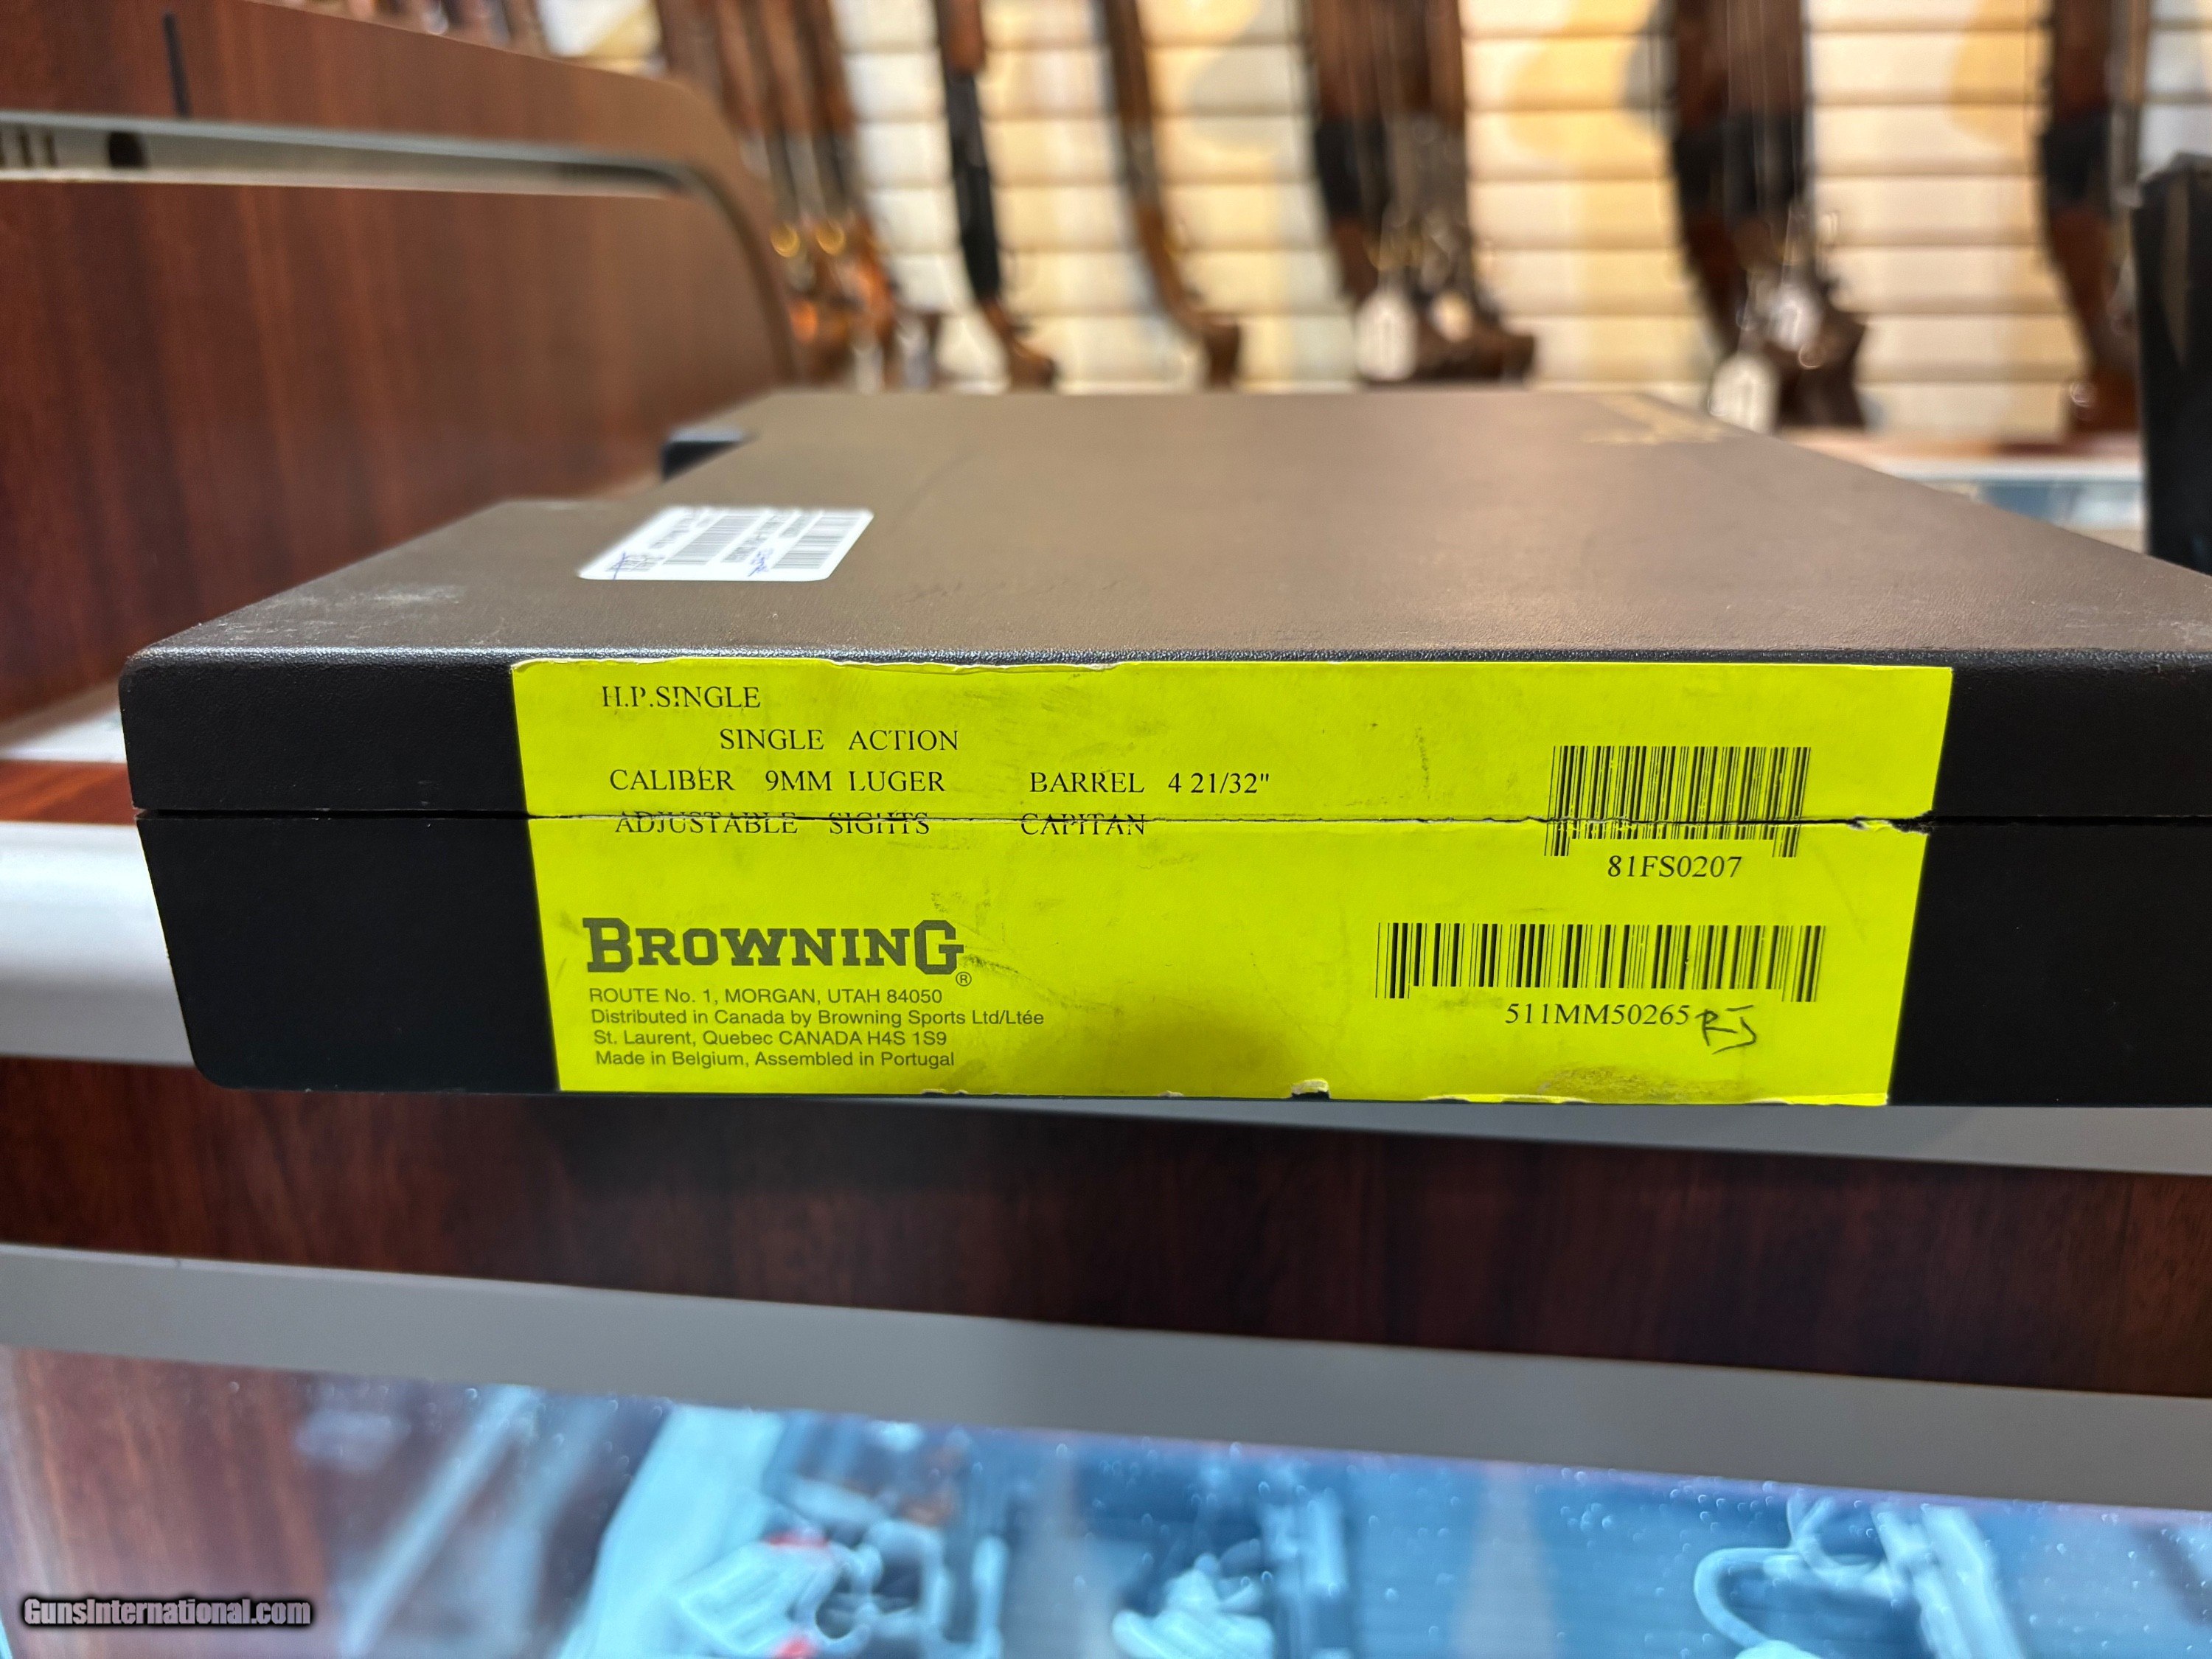 H.P.SINGLE
SINGLE ACTION
CALIBER 9MM LUGER BARREL 4 21/32"
ADJUSTABLE SIGHTS CAPITAN
81FS0207
BROWNING®
ROUTE No. 1, MORGAN, UTAH 84050
Distributed in Canada by Browning Sports Ltd/Ltée
St. Laurent, Quebec CANADA H4S 1S9
Made in Belgium, Assembled in Portugal
511MM50265 RJ
GunsInternational.com